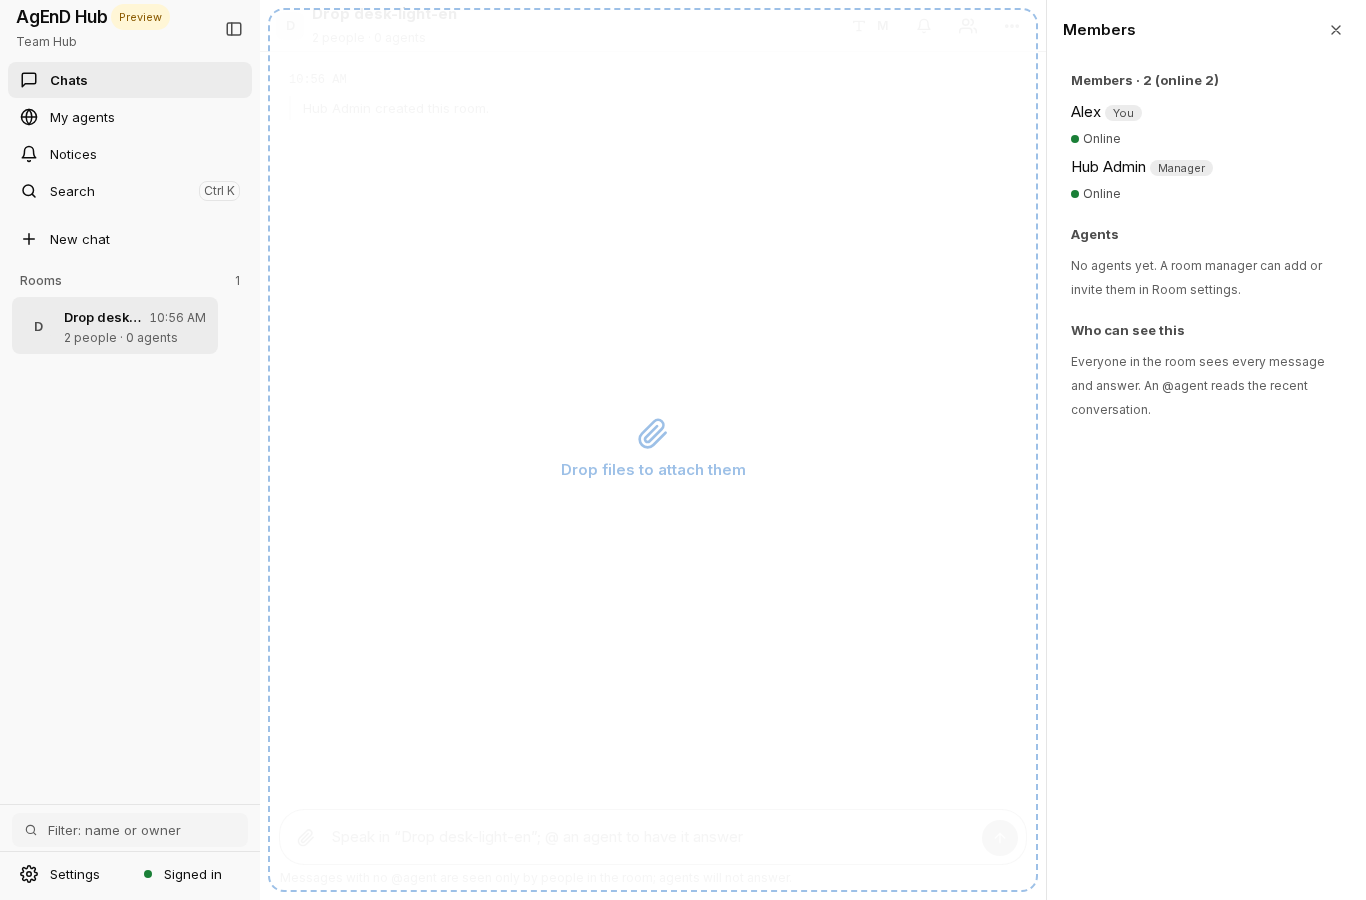 AgEnD Hub Preview
Team Hub
Chats
My agents
Notices
Search Ctrl K
New chat
Rooms 1
D Drop desk... 10:56 AM
2 people · 0 agents
Filter: name or owner
Settings Signed in
D Drop desk-light-en
2 people · 0 agents
T M
10:56 AM
Hub Admin created this room.
Drop files to attach them
Speak in "Drop desk-light-en"; @ an agent to have it answer
Messages with no @agent are seen only by people in the room; agents will not answer.
Members
Members · 2 (online 2)
Alex You
Online
Hub Admin Manager
Online
Agents
No agents yet. A room manager can add or
invite them in Room settings.
Who can see this
Everyone in the room sees every message
and answer. An @agent reads the recent
conversation.